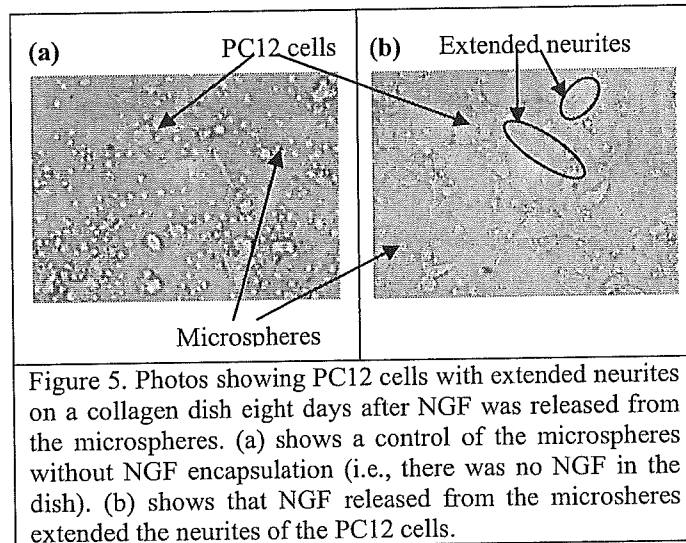 (a) PC12 cells
(b) Extended neurites
Microspheres
Figure 5. Photos showing PC12 cells with extended neurites
on a collagen dish eight days after NGF was released from
the microspheres. (a) shows a control of the microspheres
without NGF encapsulation (i.e., there was no NGF in the
dish). (b) shows that NGF released from the microsheres
extended the neurites of the PC12 cells.